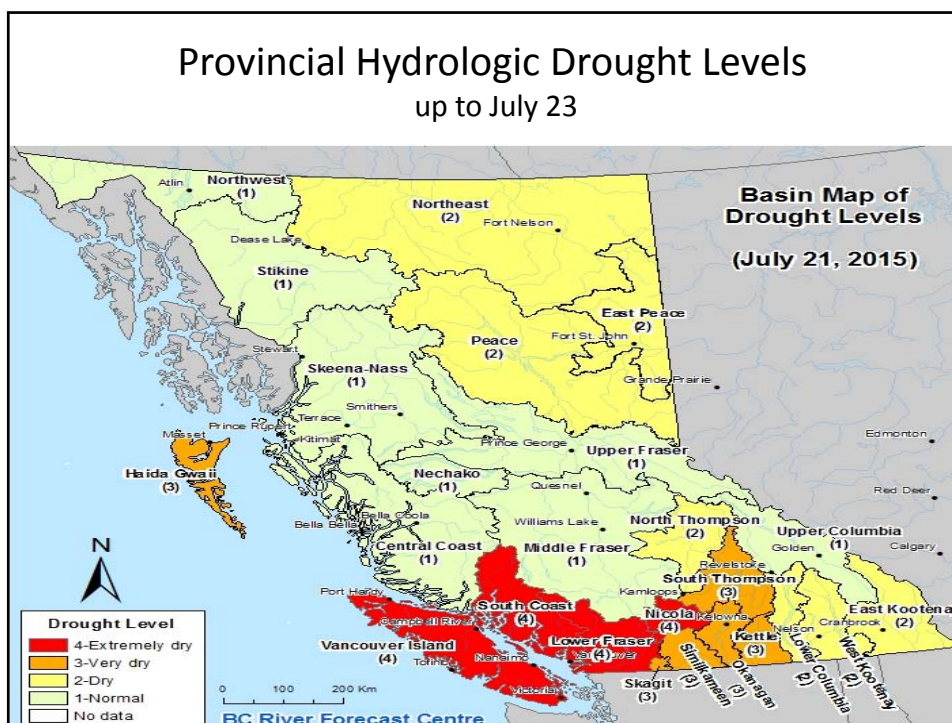 Provincial Hydrologic Drought Levels
up to July 23
Basin Map of
Drought Levels
(July 21, 2015)
Atlin
Northwest
(1)
Northeast
(2)
Fort Nelson
Dease Lake
Stikine
(1)
East Peace
(2)
Peace
(2)
Fort St. John
Stewart
Skeena-Nass
(1)
Grande Prairie
Smithers
Terrace
Prince Rupert
Kitimat
Masset
Haida Gwaii
(3)
Prince George
Upper Fraser
(1)
Edmonton
Nechako
(1)
Quesnel
Red Deer
Bella Coola
Bella Bella
Williams Lake
North Thompson
(2)
Upper Columbia
(1)
Central Coast
(1)
Middle Fraser
(1)
Golden
Calgary
Revelstoke
South Thompson
(3)
Kamloops
Port Hardy
South Coast
(4)
Nicola
(4)
Kelowna
East Kootenay
(2)
Campbell River
Cranbrook
Nelson
Kettle
(3)
Vancouver Island
(4)
Lower Fraser
(4)
Vancouver
Tofino
Nanaimo
Victoria
Skagit
(3)
Similkameen
(3)
Okanagan
(3)
Lower Columbia
(2)
West Kootenay
(2)
N
Drought Level
4-Extremely dry
3-Very dry
2-Dry
1-Normal
No data
0 100 200 Km
BC River Forecast Centre